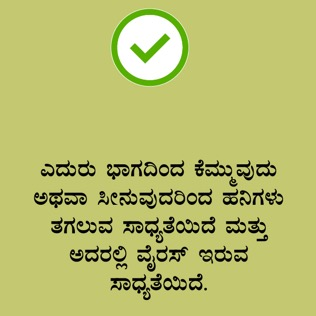 ಎದುರು ಭಾಗದಿಂದ ಕೆಮ್ಮುವುದು
ಅಥವಾ ಸೀನುವುದರಿಂದ ಹನಿಗಳು
ತಗಲುವ ಸಾಧ್ಯತೆಯಿದೆ ಮತ್ತು
ಅದರಲ್ಲಿ ವೈರಸ್ ಇರುವ
ಸಾಧ್ಯತೆಯಿದೆ.